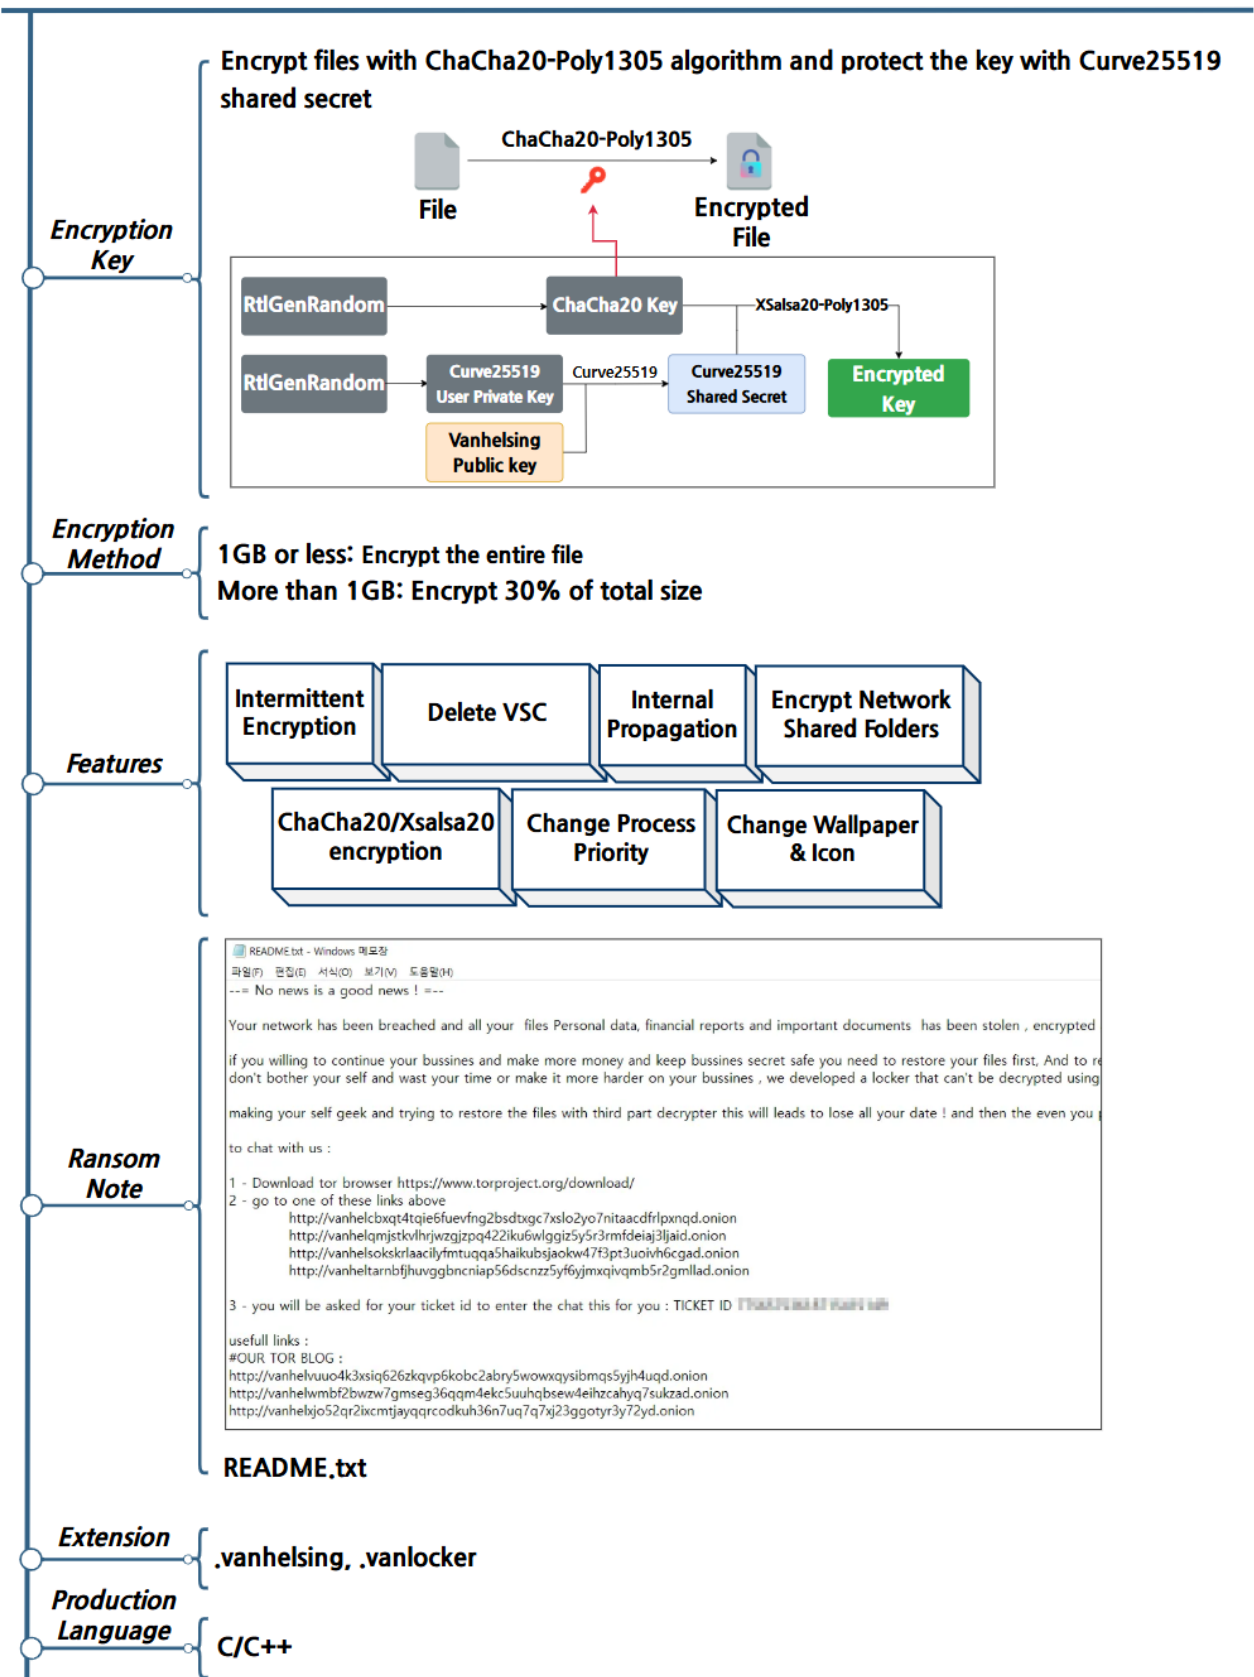 Encrypt files with ChaCha20-Poly1305 algorithm and protect the key with Curve25519
shared secret
ChaCha20-Poly1305
File
Encrypted
File
Encryption
Key
RtlGenRandom
ChaCha20 Key
XSalsa20-Poly1305
RtlGenRandom
Curve25519
User Private Key
Curve25519
Curve25519
Shared Secret
Encrypted
Key
Vanhelsing
Public key
Encryption
Method
1GB or less: Encrypt the entire file
More than 1GB: Encrypt 30% of total size
Features
Intermittent
Encryption
Delete VSC
Internal
Propagation
Encrypt Network
Shared Folders
ChaCha20/Xsalsa20
encryption
Change Process
Priority
Change Wallpaper
& Icon
Ransom
Note
README.txt - Windows 메모장
파일(F) 편집(E) 서식(O) 보기(V) 도움말(H)
--= No news is a good news ! =--
Your network has been breached and all your files Personal data, financial reports and important documents has been stolen , encrypted
if you willing to continue your bussines and make more money and keep bussines secret safe you need to restore your files first, And to re
don't bother your self and wast your time or make it more harder on your bussines , we developed a locker that can't be decrypted using
making your self geek and trying to restore the files with third part decrypter this will leads to lose all your date ! and then the even you
to chat with us :
1 - Download tor browser https://www.torproject.org/download/
2 - go to one of these links above
http://vanhelcbxqt4tqie6fuevfng2bsdtxgc7xslo2yo7nitaacdfrlpxnqd.onion
http://vanhelqmjstkvlhrjwzgjzpq422iku6wlggiz5y5r3rmfdeiaj3ljaid.onion
http://vanhelsokskrlaacilyfmtuqqa5haikubsjaokw47f3pt3uoivh6cgad.onion
http://vanheltarnbfjhuvggbncniap56dscnzz5yf6yjmxqivqmb5r2gmllad.onion
3 - you will be asked for your ticket id to enter the chat this for you : TICKET ID
usefull links :
#OUR TOR BLOG :
http://vanhelvuuo4k3xsiq626zkqvp6kobc2abry5wowxqysibmqs5yjh4uqd.onion
http://vanhelwmbf2bwzw7gmseg36qqm4ekc5uuhqbsew4eihzcahyq7sukzad.onion
http://vanhelxjo52qr2ixcmtjayqqrcodkuh36n7uq7q7xj23ggotyr3y72yd.onion
README.txt
Extension
.vanhelsing, .vanlocker
Production
Language
C/C++